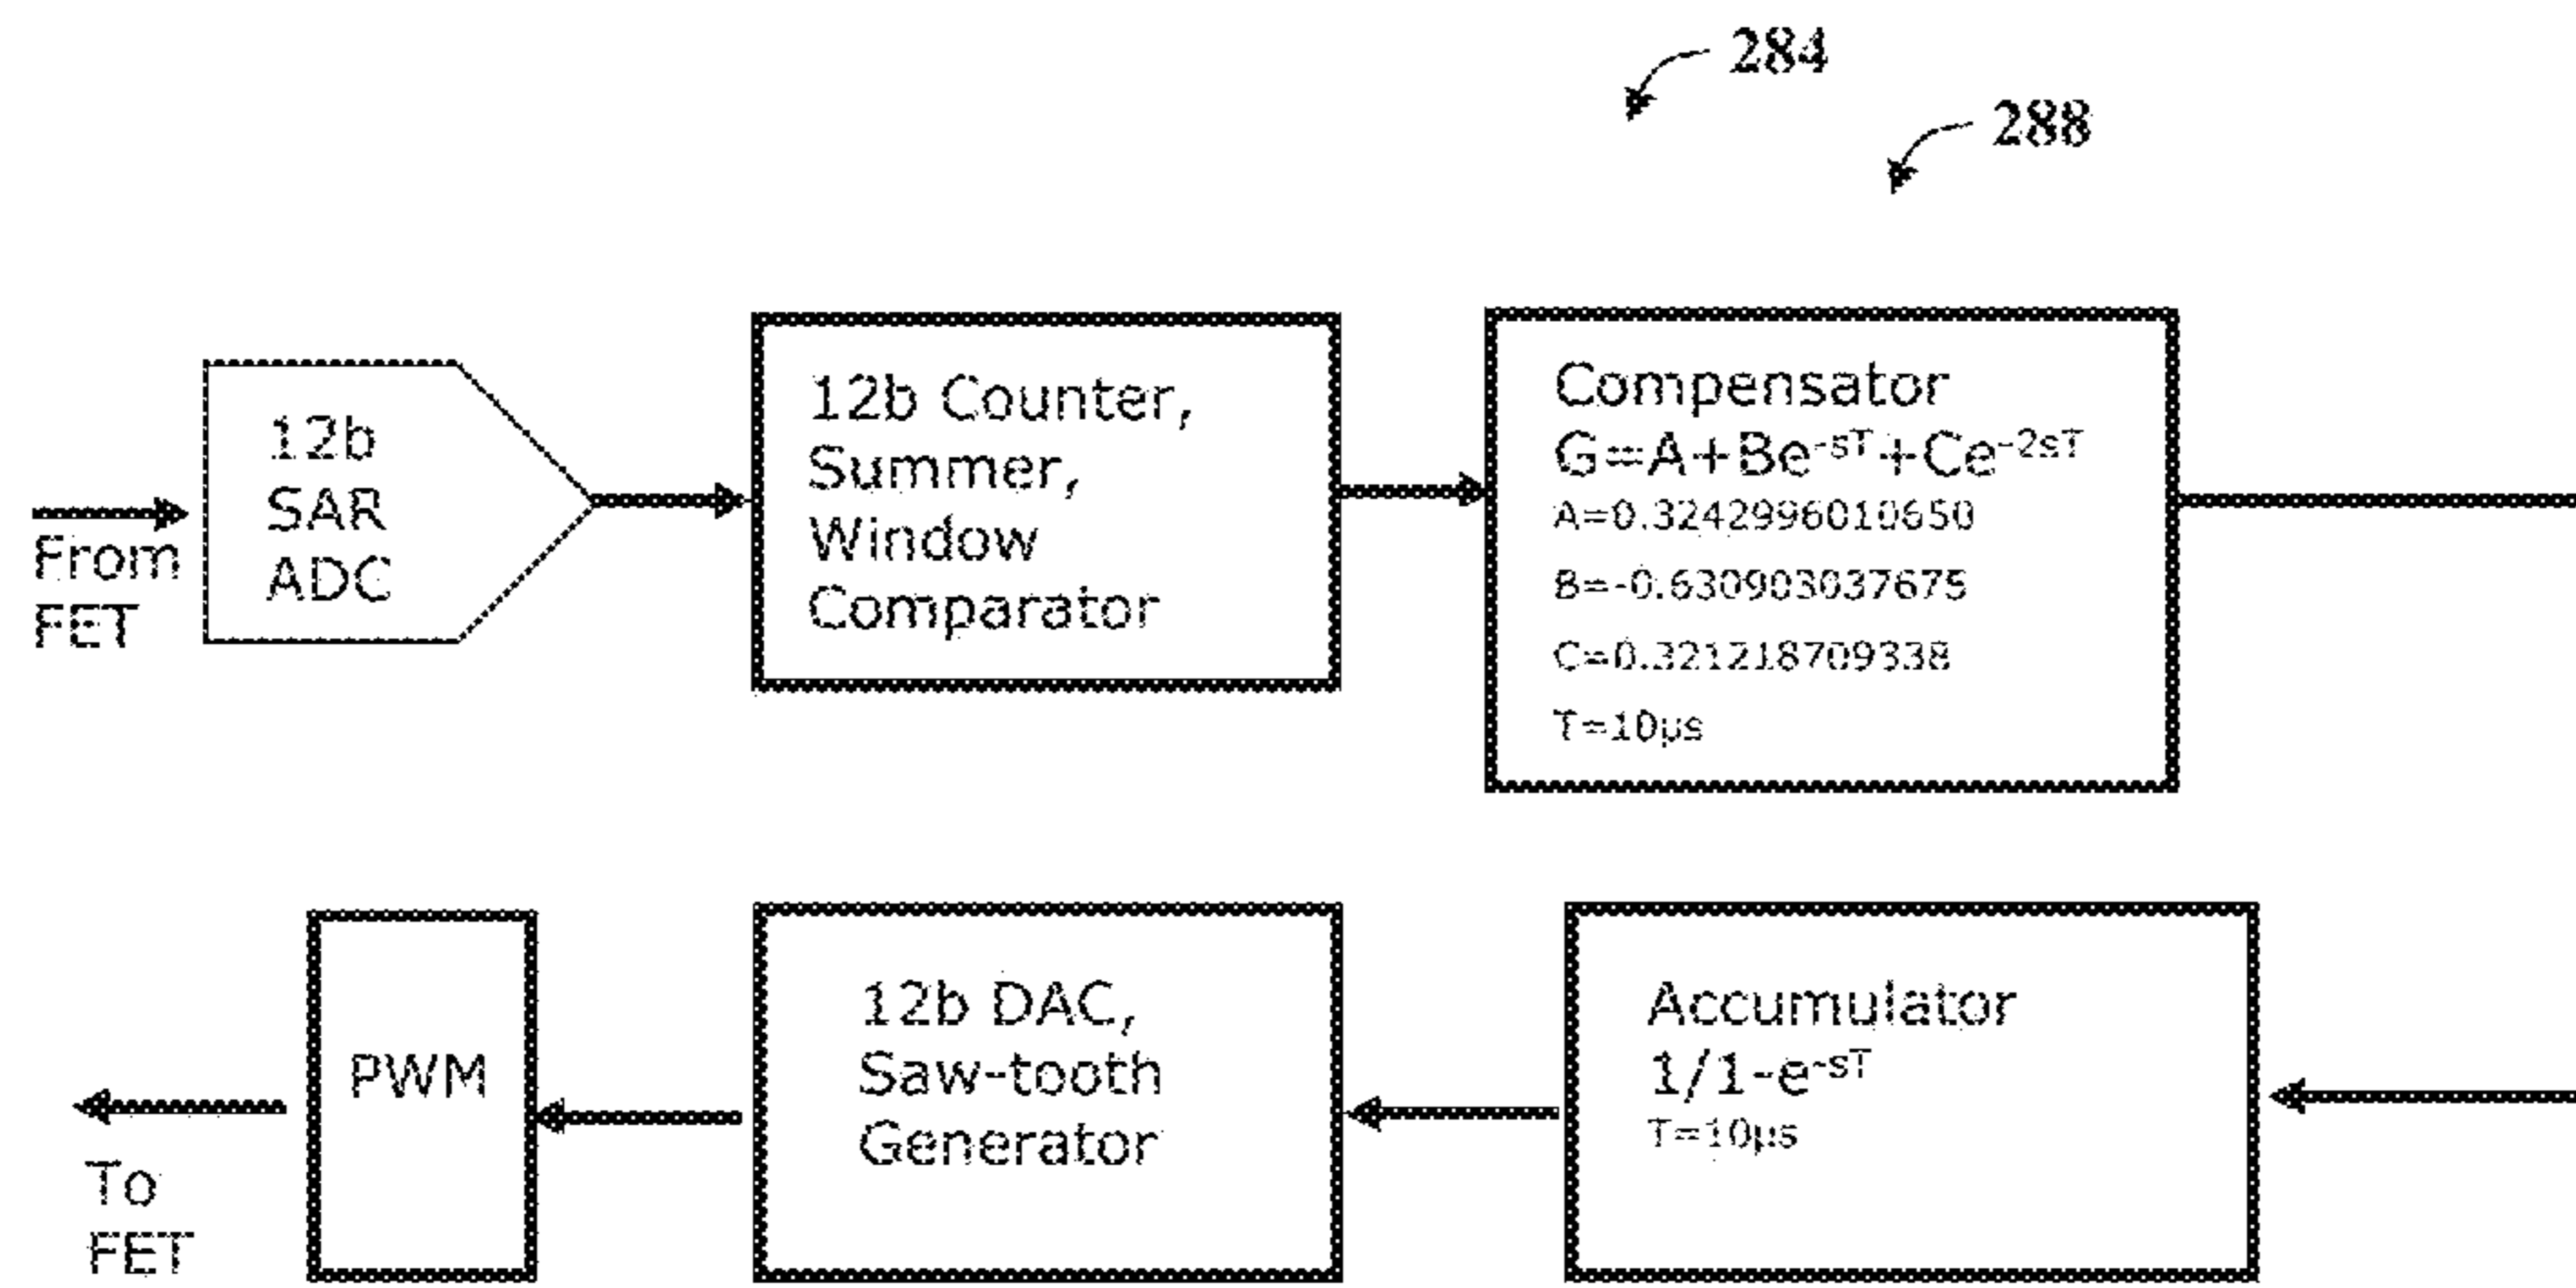 284
288
From
FET
12b
SAR
ADC
12b Counter,
Summer,
Window
Comparator
Compensator
G=A+Be-sT+Ce-2sT
A=0.3242996010650
B=-0.630903037675
C=0.321218709338
T=10µs
To
FET
PWM
12b DAC,
Saw-tooth
Generator
Accumulator
1/1-e-sT
T=10µs